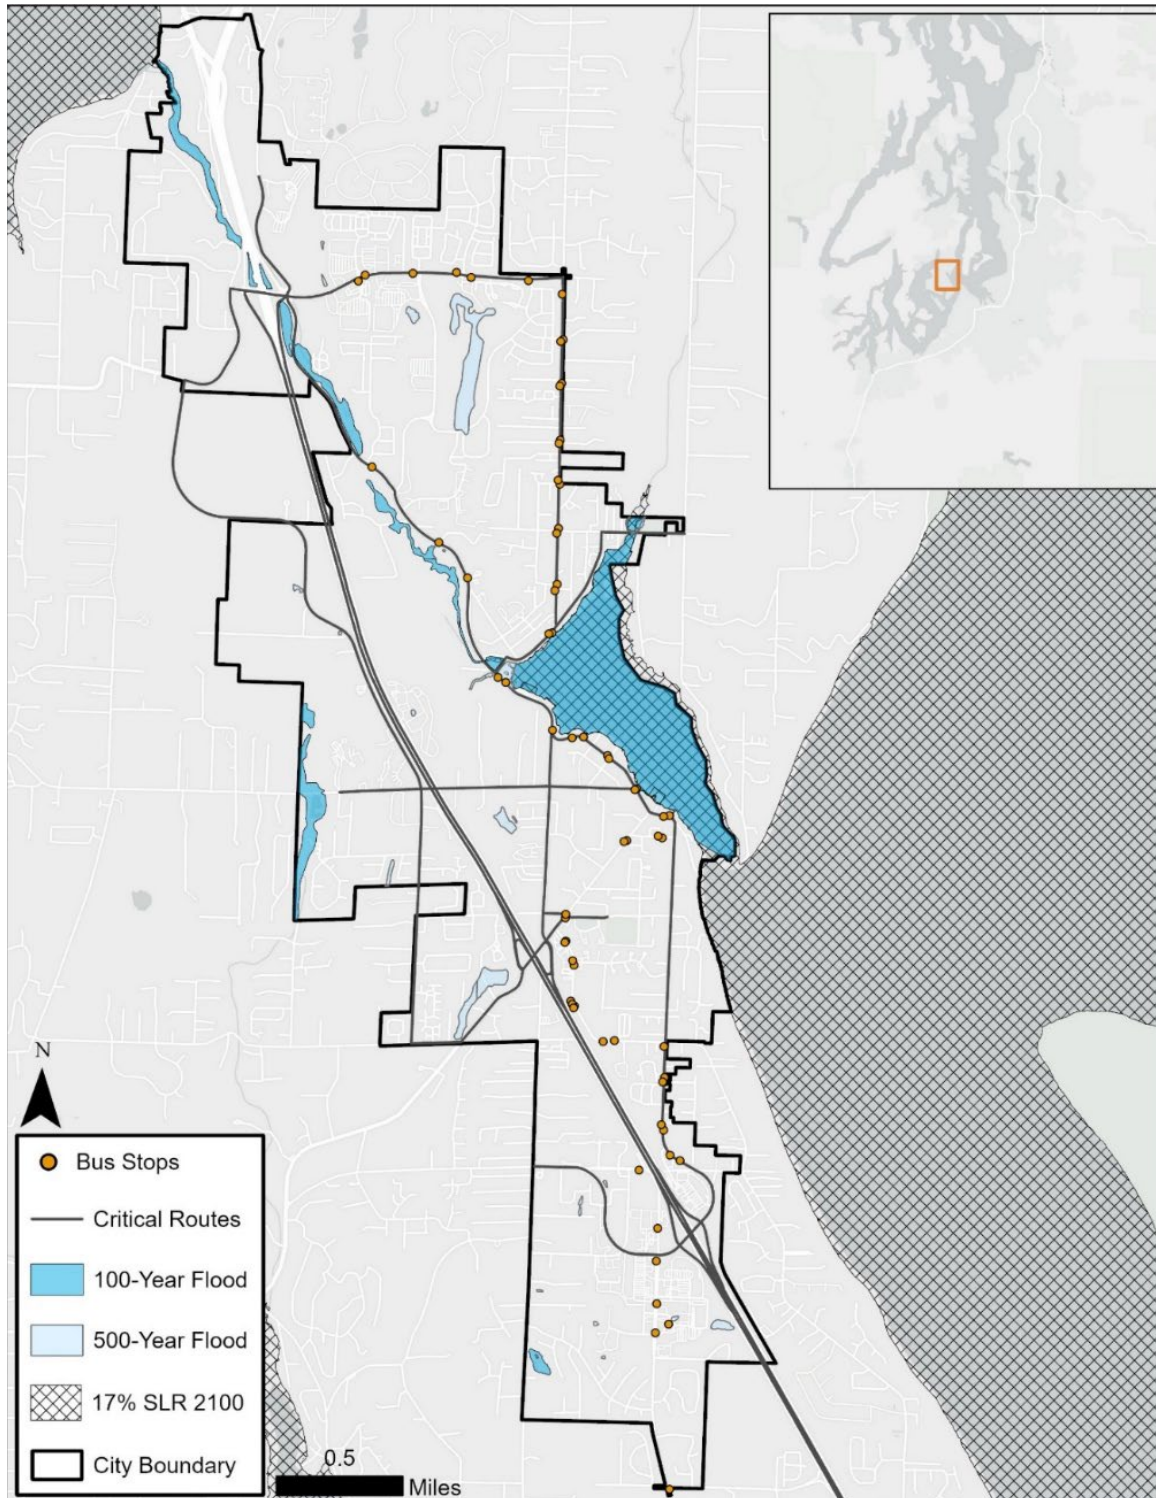 N
Bus Stops
Critical Routes
100-Year Flood
500-Year Flood
17% SLR 2100
City Boundary
0.5
Miles